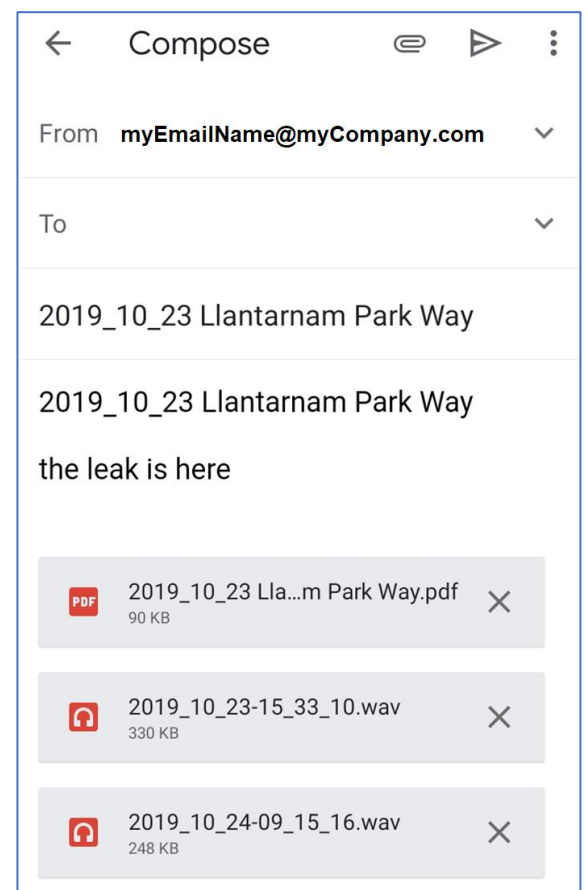 Compose
From myEmailName@myCompany.com
To
2019_10_23 Llantarnam Park Way
2019_10_23 Llantarnam Park Way
the leak is here
PDF
2019_10_23 Lla...m Park Way.pdf
90 KB
2019_10_23-15_33_10.wav
330 KB
2019_10_24-09_15_16.wav
248 KB